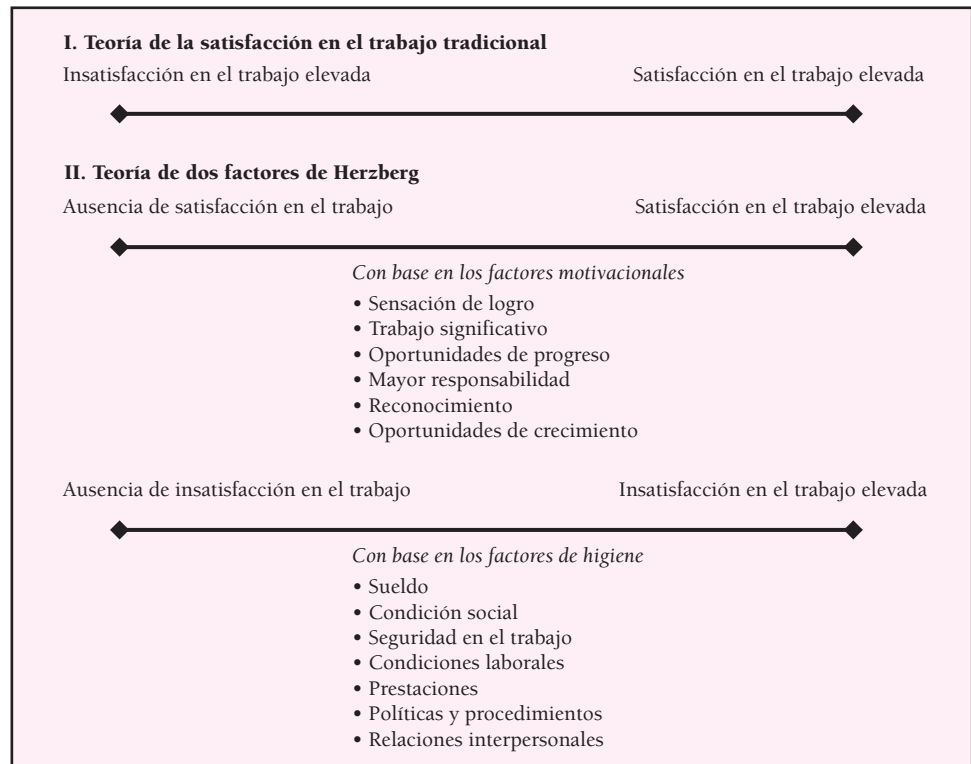 I. Teoría de la satisfacción en el trabajo tradicional
Insatisfacción en el trabajo elevada Satisfacción en el trabajo elevada
II. Teoría de dos factores de Herzberg
Ausencia de satisfacción en el trabajo Satisfacción en el trabajo elevada
Con base en los factores motivacionales
• Sensación de logro
• Trabajo significativo
• Oportunidades de progreso
• Mayor responsabilidad
• Reconocimiento
• Oportunidades de crecimiento
Ausencia de insatisfacción en el trabajo Insatisfacción en el trabajo elevada
Con base en los factores de higiene
• Sueldo
• Condición social
• Seguridad en el trabajo
• Condiciones laborales
• Prestaciones
• Políticas y procedimientos
• Relaciones interpersonales